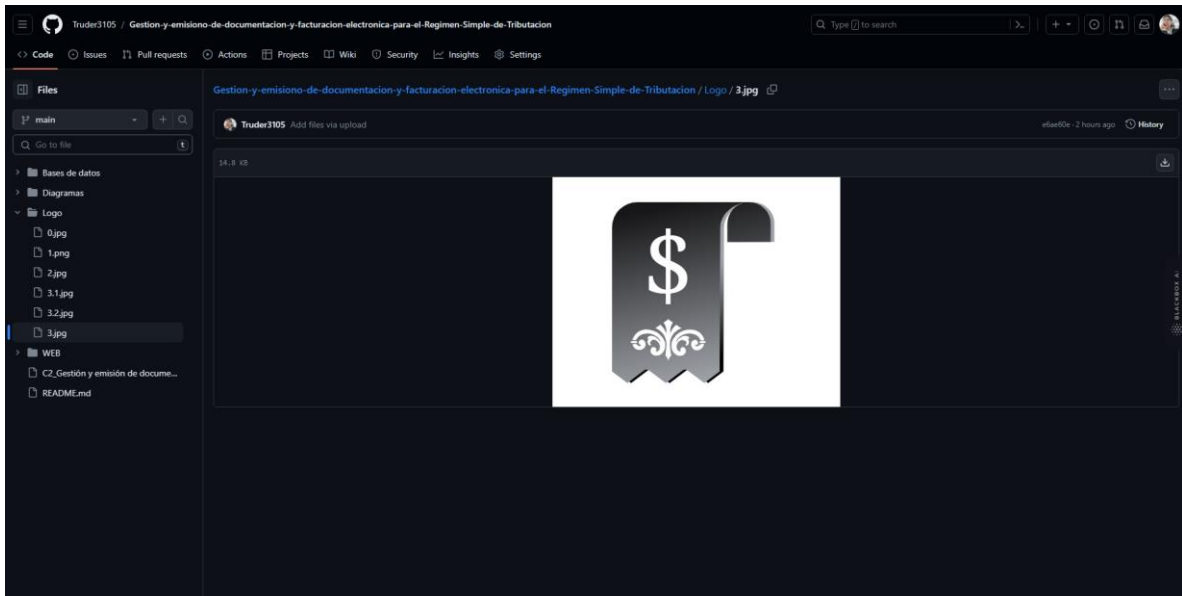 Truder3105 / Gestion-y-emisiono-de-documentacion-y-facturacion-electronica-para-el-Regimen-Simple-de-Tributacion
Type / to search
Code Issues Pull requests Actions Projects Wiki Security Insights Settings
Files
Gestion-y-emisiono-de-documentacion-y-facturacion-electronica-para-el-Regimen-Simple-de-Tributacion / Logo / 3.jpg
main
Truder3105 Add files via upload
e6ae60e · 2 hours ago History
Go to file t
14.8 KB
Bases de datos
Diagramas
Logo
0.jpg
1.png
2.jpg
3.1.jpg
3.2.jpg
3.jpg
WEB
C2_Gestión y emisión de docume...
README.md
$
BLACKBOX AI